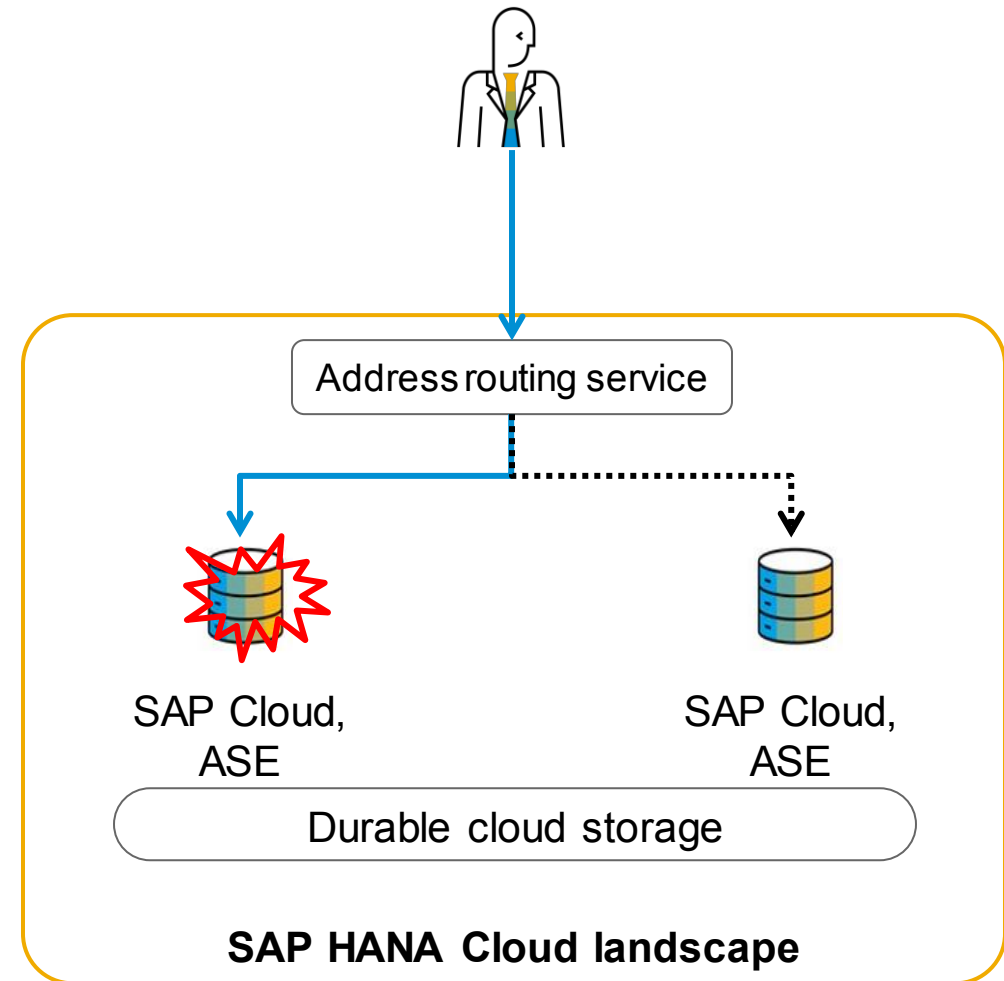 Address routing service
SAP Cloud,
ASE
SAP Cloud,
ASE
Durable cloud storage
SAP HANA Cloud landscape